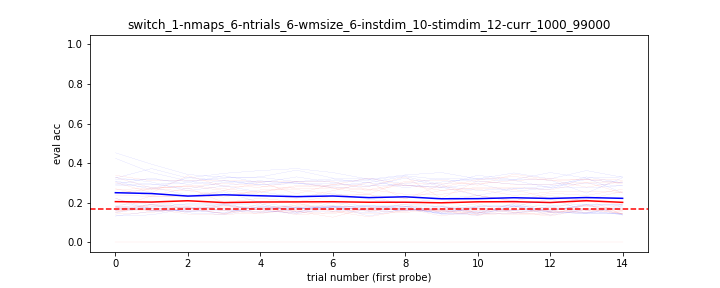 switch_1-nmaps_6-ntrials_6-wmsize_6-instdim_10-stimdim_12-curr_1000_99000
1.0
0.8
0.6
0.4
0.2
0.0
eval acc
0 2 4 6 8 10 12 14
trial number (first probe)